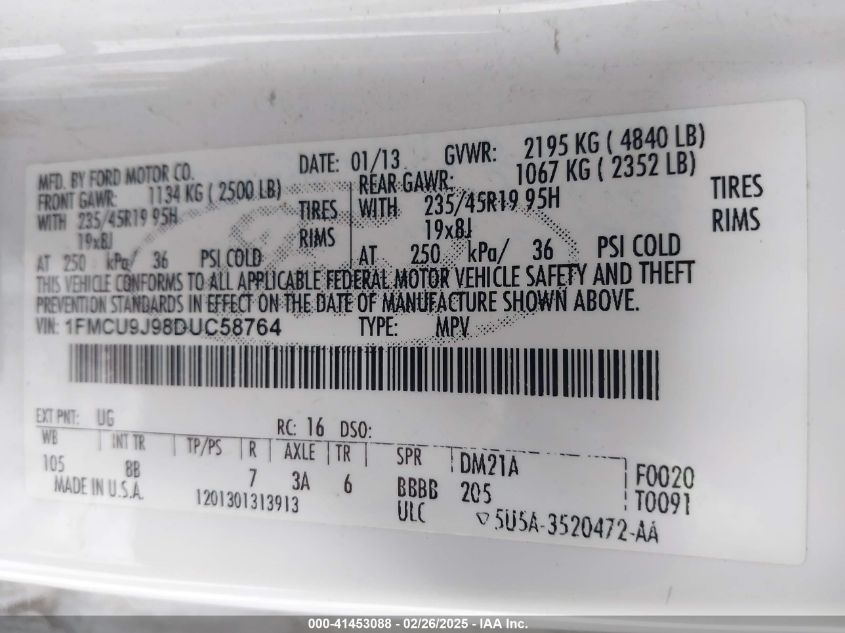 MFD. BY FORD MOTOR CO. DATE: 01/13 GVWR: 2195 KG ( 4840 LB)
FRONT GAWR: 1134 KG ( 2500 LB) REAR GAWR: 1067 KG ( 2352 LB)
WITH 235/45R19 95H TIRES WITH 235/45R19 95H TIRES
19x8J RIMS 19x8J RIMS
AT 250 kPa/ 36 PSI COLD AT 250 kPa/ 36 PSI COLD
THIS VEHICLE CONFORMS TO ALL APPLICABLE FEDERAL MOTOR VEHICLE SAFETY AND THEFT
PREVENTION STANDARDS IN EFFECT ON THE DATE OF MANUFACTURE SHOWN ABOVE.
VIN: 1FMCU9J98DUC58764 TYPE: MPV
EXT PNT: UG RC: 16 DSO:
WB INT TR TP/PS R AXLE TR SPR DM21A F0020
105 8B 7 3A 6 BBBB 205 T0091
MADE IN U.S.A. 1201301313913 ULC ▽5U5A-3520472-AA
000-41453088 - 02/26/2025 - IAA Inc.